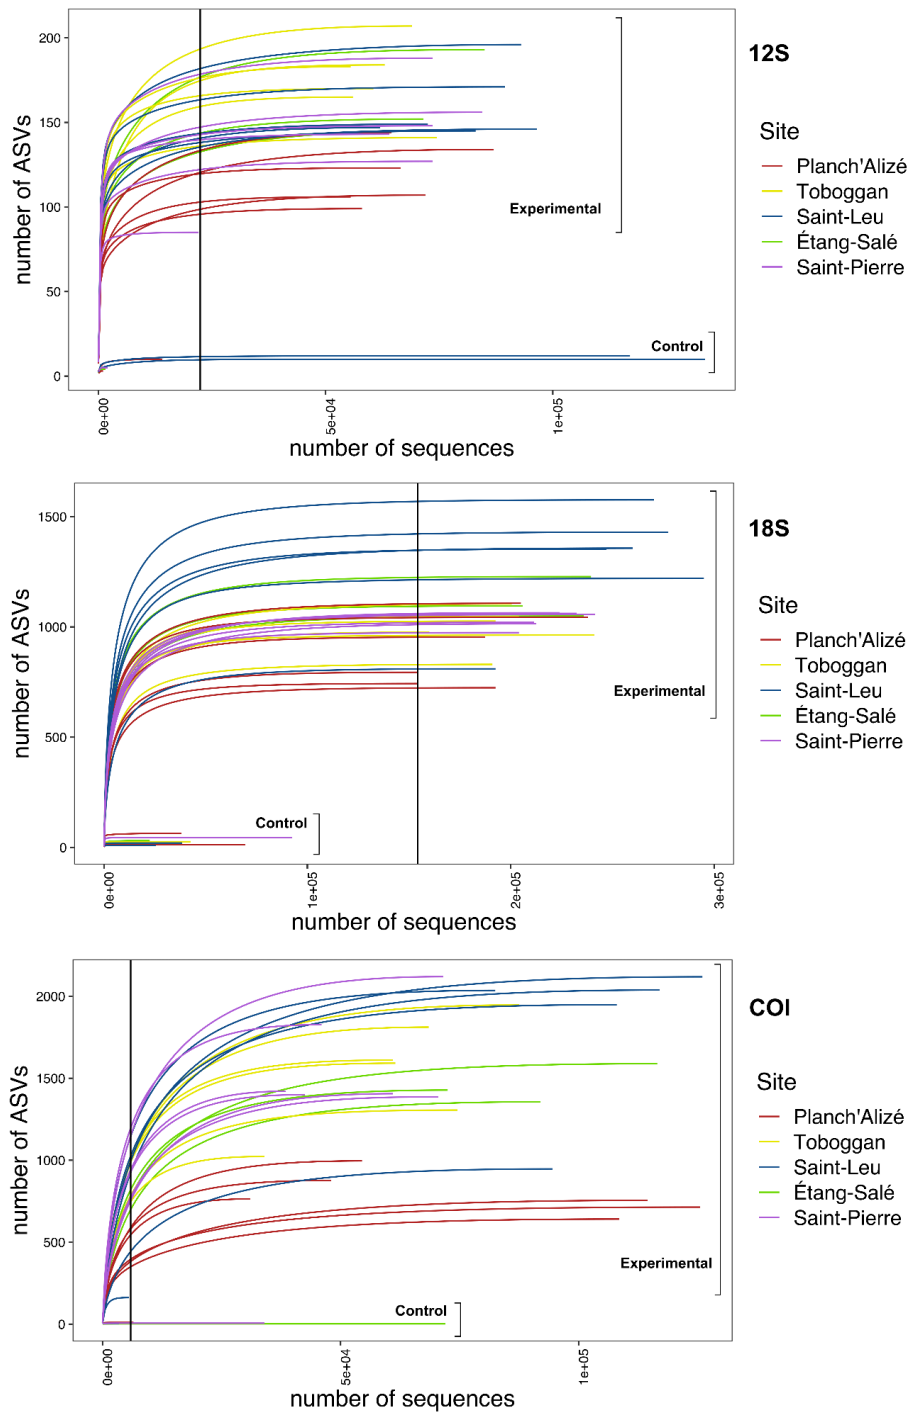 12S
number of ASVs
200
150
100
50
0
Experimental
Control
0e+00
5e+04
1e+05
number of sequences
Site
Planch'Alizé
Toboggan
Saint-Leu
Étang-Salé
Saint-Pierre
18S
number of ASVs
1500
1000
500
0
Experimental
Control
0e+00
1e+05
2e+05
3e+05
number of sequences
Site
Planch'Alizé
Toboggan
Saint-Leu
Étang-Salé
Saint-Pierre
COI
number of ASVs
2000
1500
1000
500
0
Experimental
Control
0e+00
5e+04
1e+05
number of sequences
Site
Planch'Alizé
Toboggan
Saint-Leu
Étang-Salé
Saint-Pierre